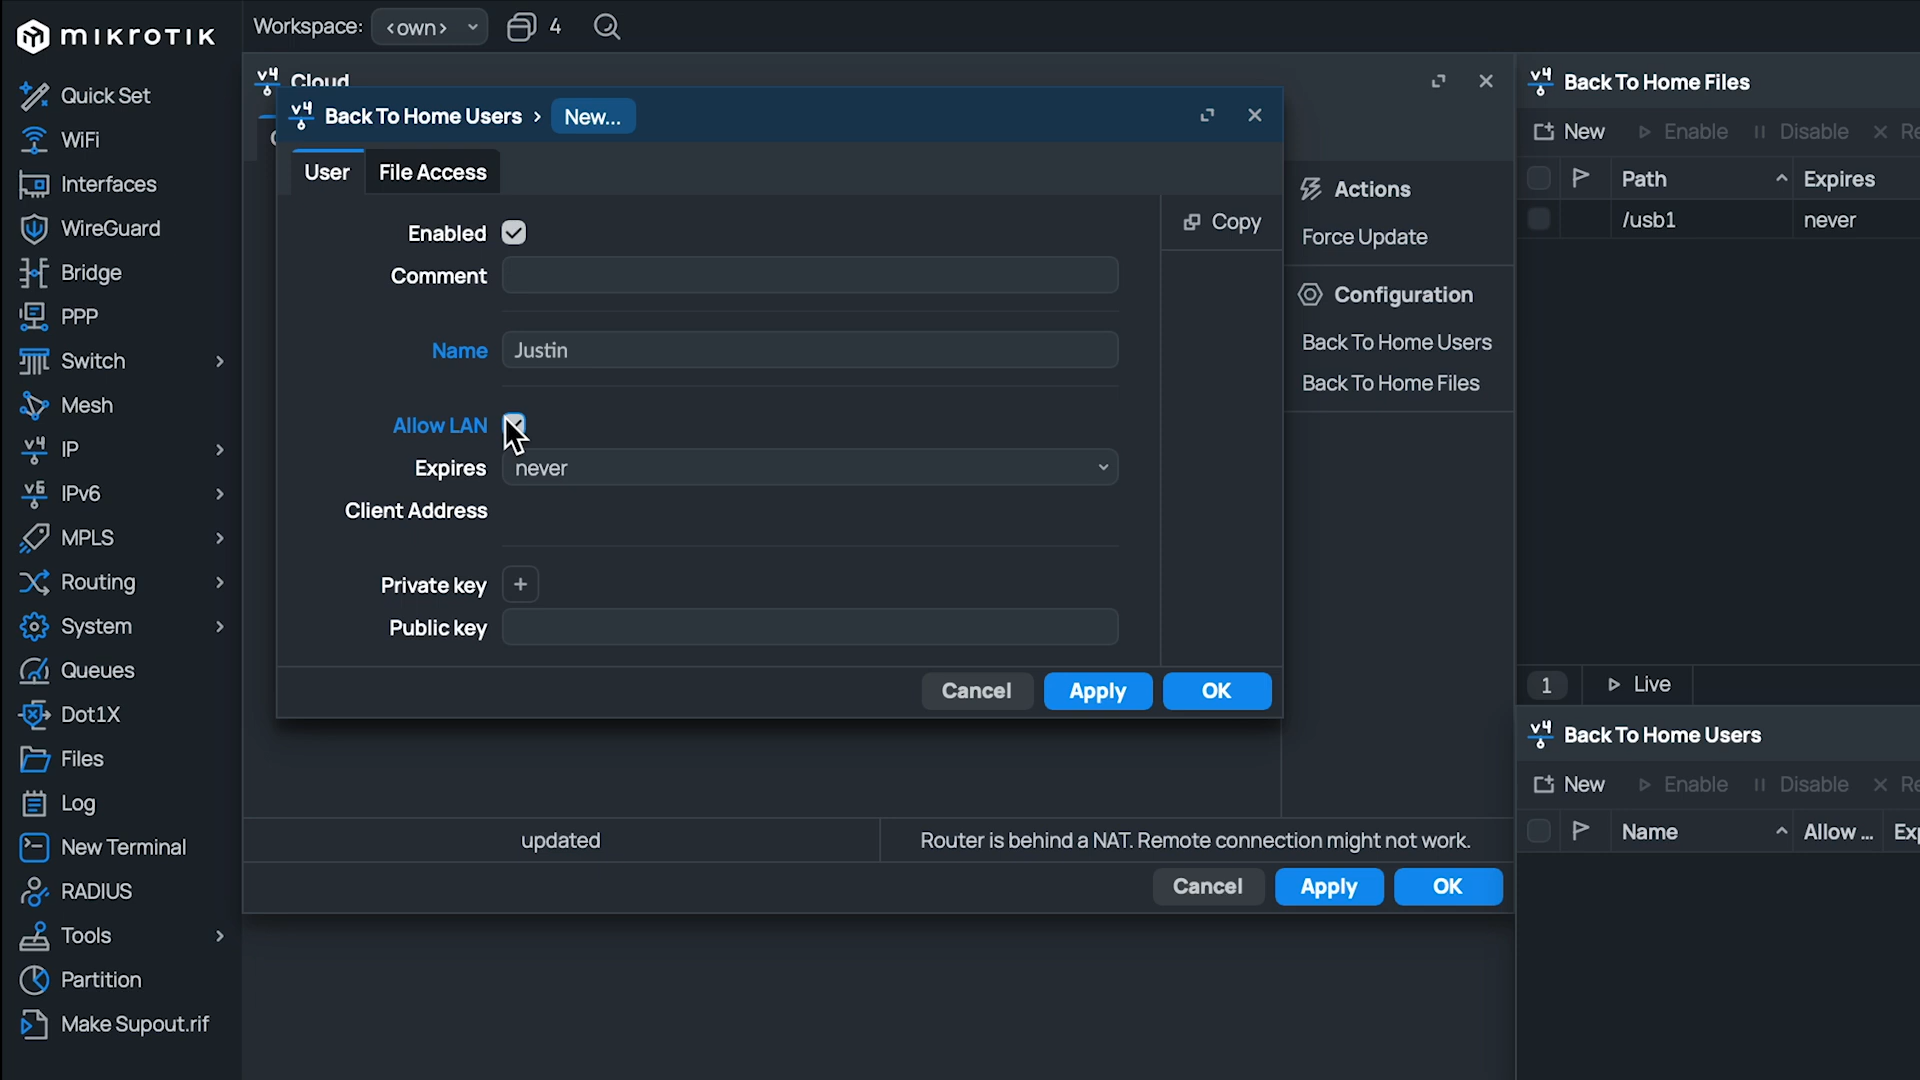 MikroTik
Workspace: <own> 4
Quick Set
WiFi
Interfaces
WireGuard
Bridge
PPP
Switch
Mesh
IP
IPv6
MPLS
Routing
System
Queues
Dot1X
Files
Log
New Terminal
RADIUS
Tools
Partition
Make Supout.rif
Cloud
Back To Home Users › New...
User File Access
Enabled
Comment
Name Justin
Allow LAN
Expires never
Client Address
Private key +
Public key
Copy
Cancel Apply OK
Actions
Force Update
Configuration
Back To Home Users
Back To Home Files
updated
Router is behind a NAT. Remote connection might not work.
Cancel Apply OK
Back To Home Files
New Enable Disable Re
Path Expires
/usb1 never
1 Live
Back To Home Users
New Enable Disable Re
Name Allow ... Exp